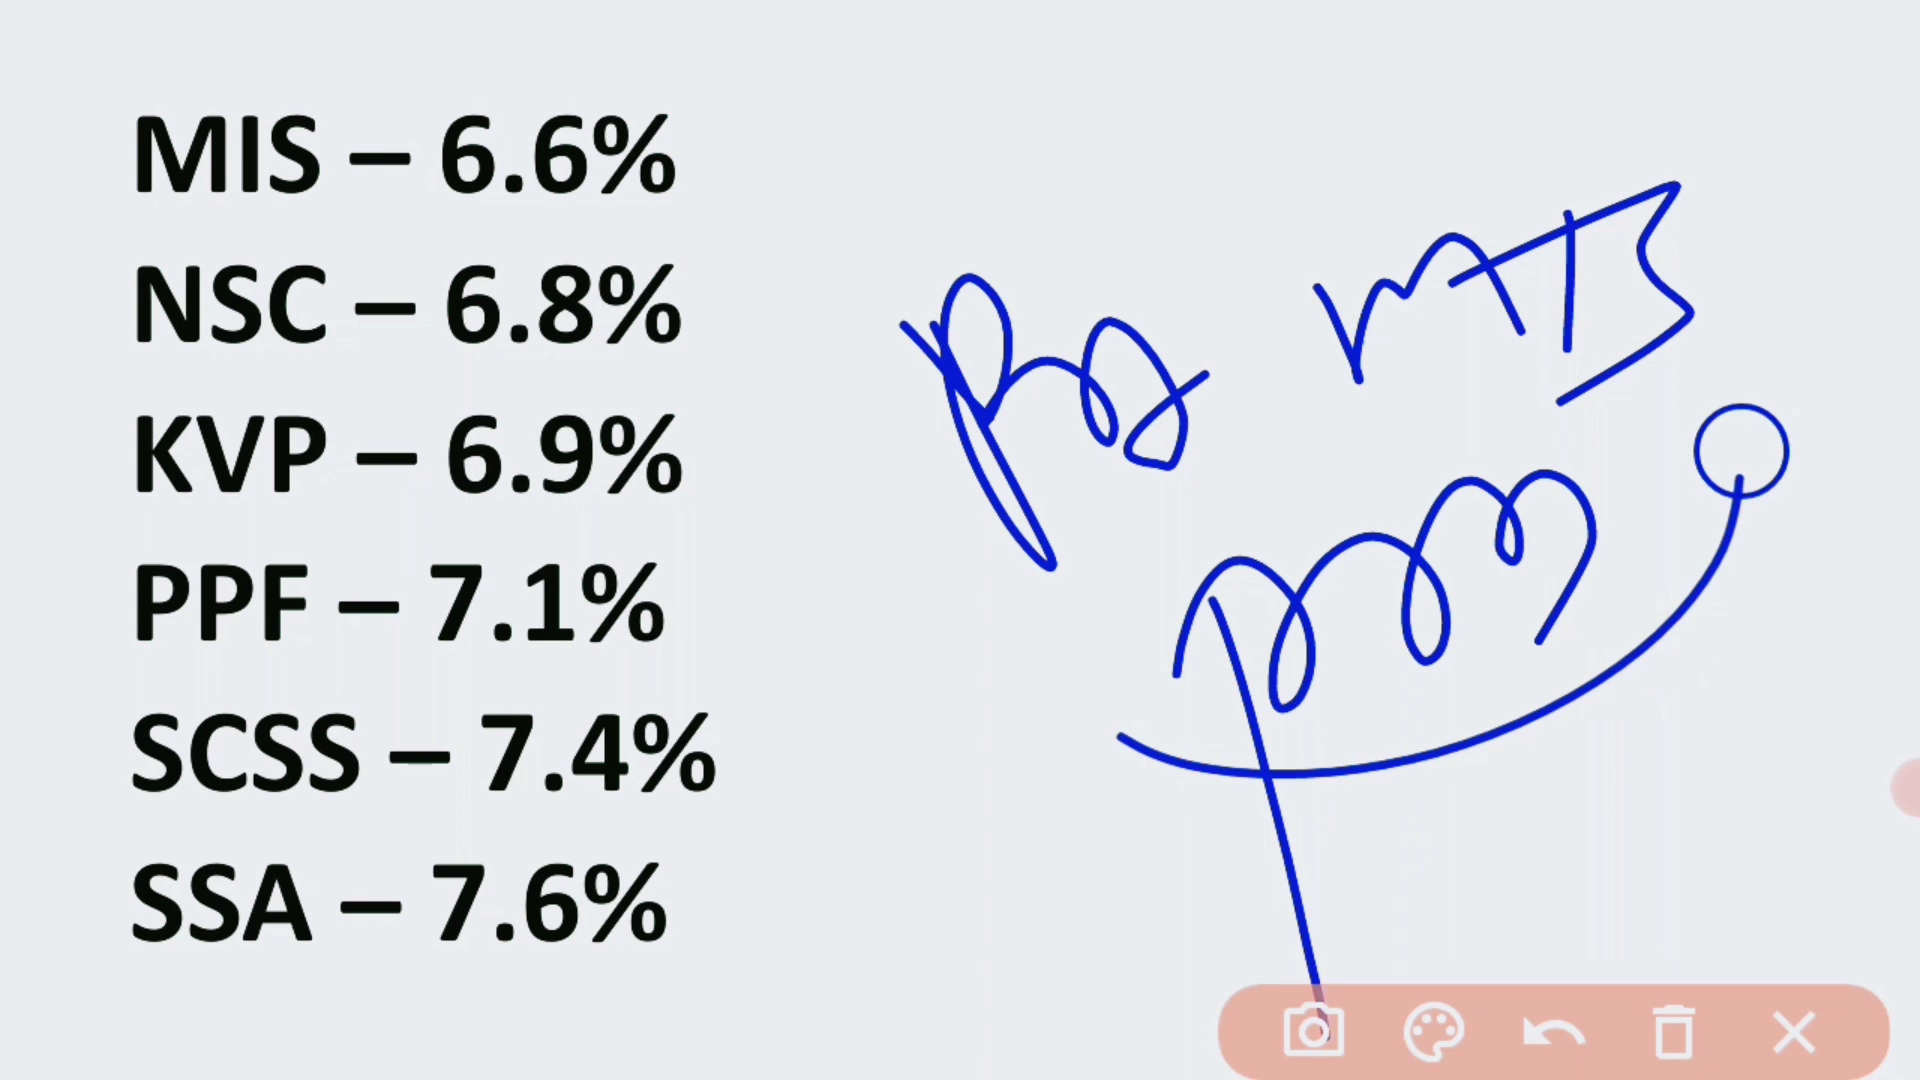 MIS – 6.6%
NSC – 6.8%
KVP – 6.9%
PPF – 7.1%
SCSS – 7.4%
SSA – 7.6%